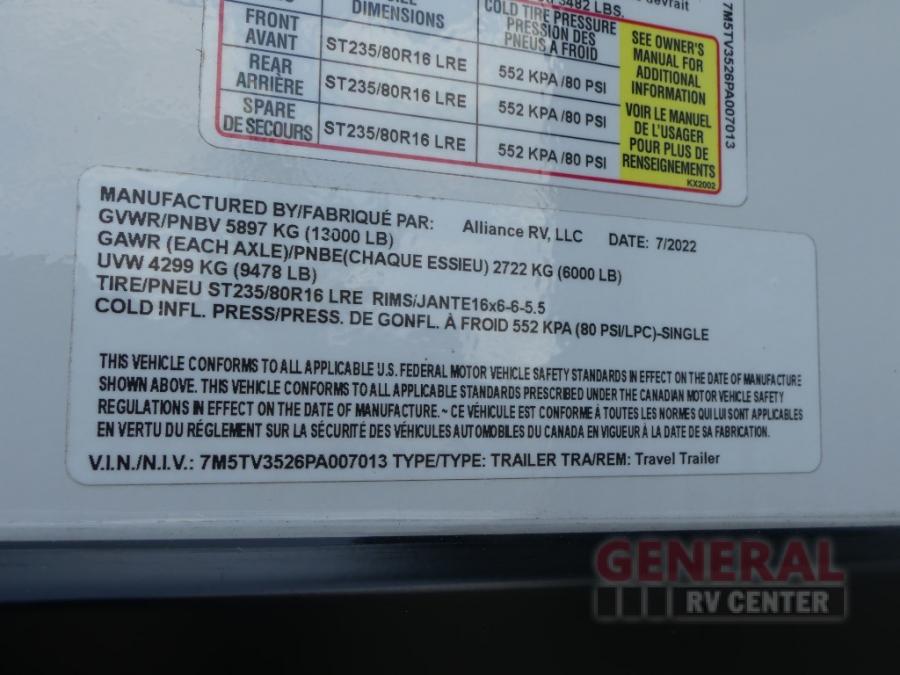 3482 LBS.
devrait
DIMENSIONS
COLD TIRE PRESSURE
PRESSION DES
PNEUS A FROID
FRONT
AVANT
ST235/80R16 LRE
552 KPA /80 PSI
REAR
ARRIÈRE
ST235/80R16 LRE
552 KPA /80 PSI
SPARE
DE SECOURS
ST235/80R16 LRE
552 KPA /80 PSI
SEE OWNER'S
MANUAL FOR
ADDITIONAL
INFORMATION
VOIR LE MANUEL
DE L'USAGER
POUR PLUS DE
RENSEIGNEMENTS
KX2002
7M5TV3526PA007013
MANUFACTURED BY/FABRIQUÉ PAR: Alliance RV, LLC DATE: 7/2022
GVWR/PNBV 5897 KG (13000 LB)
GAWR (EACH AXLE)/PNBE(CHAQUE ESSIEU) 2722 KG (6000 LB)
UVW 4299 KG (9478 LB)
TIRE/PNEU ST235/80R16 LRE RIMS/JANTE16x6-6-5.5
COLD INFL. PRESS/PRESS. DE GONFL. À FROID 552 KPA (80 PSI/LPC)-SINGLE
THIS VEHICLE CONFORMS TO ALL APPLICABLE U.S. FEDERAL MOTOR VEHICLE SAFETY STANDARDS IN EFFECT ON THE DATE OF MANUFACTURE
SHOWN ABOVE. THIS VEHICLE CONFORMS TO ALL APPLICABLE STANDARDS PRESCRIBED UNDER THE CANADIAN MOTOR VEHICLE SAFETY
REGULATIONS IN EFFECT ON THE DATE OF MANUFACTURE.~ CE VÉHICULE EST CONFORME À TOUTES LES NORMES QUI LUI SONT APPLICABLES
EN VERTU DU RÉGLEMENT SUR LA SÉCURITÉ DES VÉHICULES AUTOMOBILES DU CANADA EN VIGUEUR À LA DATE DE SA FABRICATION.
V.I.N./N.I.V.: 7M5TV3526PA007013 TYPE/TYPE: TRAILER TRA/REM: Travel Trailer
GENERAL
RV CENTER